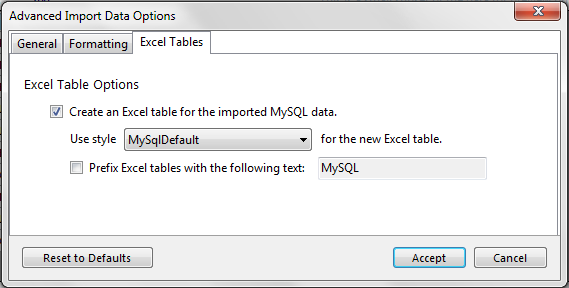 Advanced Import Data Options
General Formatting Excel Tables
Excel Table Options
Create an Excel table for the imported MySQL data.
Use style MySqlDefault for the new Excel table.
Prefix Excel tables with the following text: MySQL
Reset to Defaults Accept Cancel